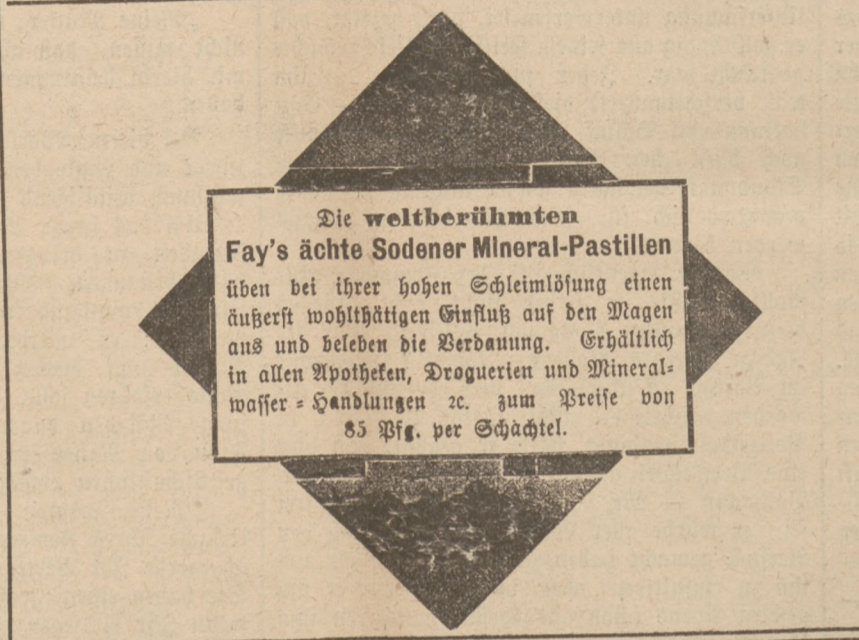 Die weltberühmten
Fay's ächte Sodener Mineral-Pastillen
üben bei ihrer hohen Schleimlösung einen
äußerst wohlthätigen Einfluß auf den Magen
aus und beleben die Verdauung. Erhältlich
in allen Apotheken, Droguerien und Mineral-
wasser-Handlungen ꝛc. zum Preise von
85 Pfg. per Schachtel.